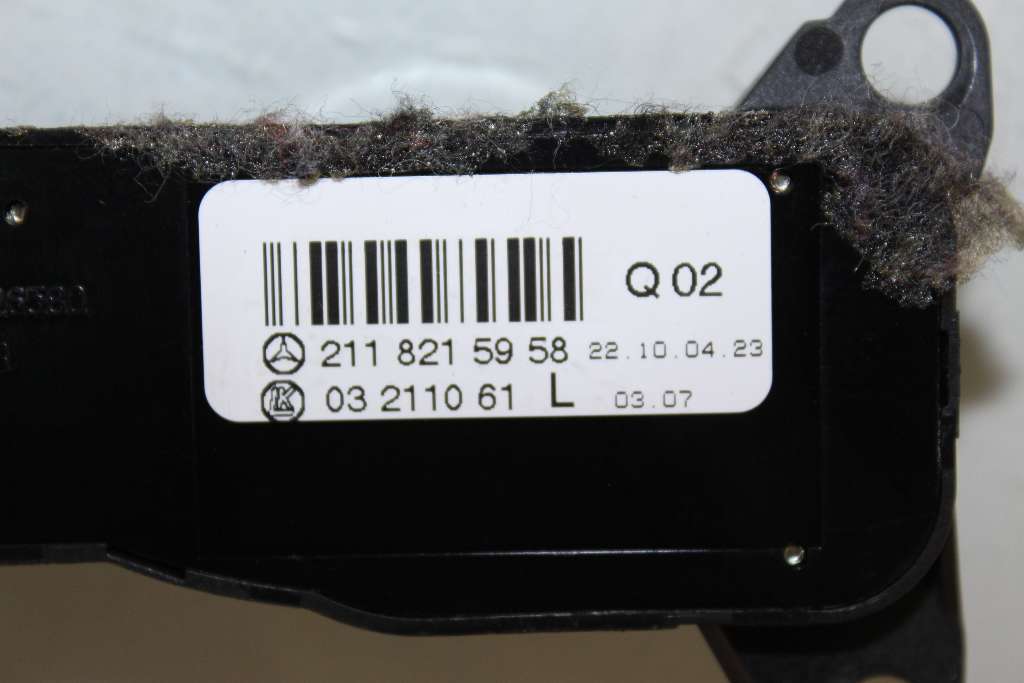 Q 02
211 821 59 58 22.10.04.23
K 03 2110 61 L 03.07